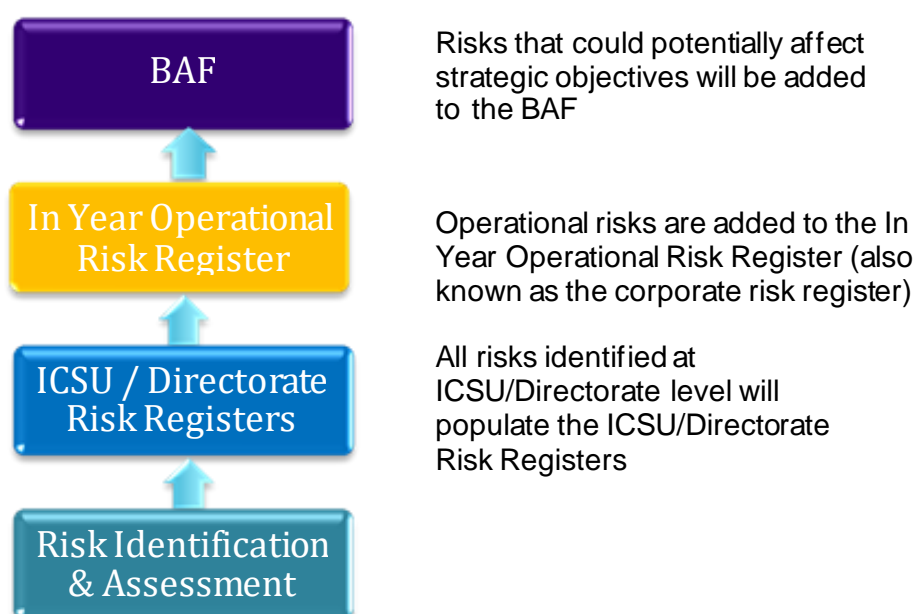 BAF
Risks that could potentially affect
strategic objectives will be added
to the BAF
In Year Operational
Risk Register
Operational risks are added to the In
Year Operational Risk Register (also
known as the corporate risk register)
ICSU / Directorate
Risk Registers
All risks identified at
ICSU/Directorate level will
populate the ICSU/Directorate
Risk Registers
Risk Identification
& Assessment